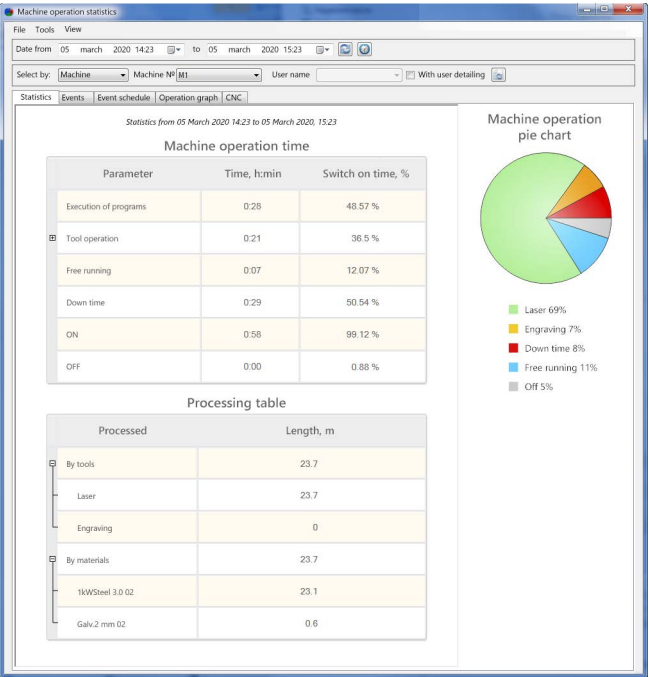 Machine operation statistics
File Tools View
Date from 05 march 2020 14:23 to 05 march 2020 15:23
Select by: Machine Machine Nº M1 User name With user detailing
Statistics Events Event schedule Operation graph CNC
Statistics from 05 March 2020 14:23 to 05 March 2020, 15:23
Machine operation time
Parameter Time, h:min Switch on time, %
Execution of programs 0:28 48.57 %
Tool operation 0:21 36.5 %
Free running 0:07 12.07 %
Down time 0:29 50.54 %
ON 0:58 99.12 %
OFF 0:00 0.88 %
Processing table
Processed Length, m
By tools 23.7
Laser 23.7
Engraving 0
By materials 23.7
1kWSteel 3.0 02 23.1
Galv.2 mm 02 0.6
Machine operation
pie chart
Laser 69%
Engraving 7%
Down time 8%
Free running 11%
Off 5%